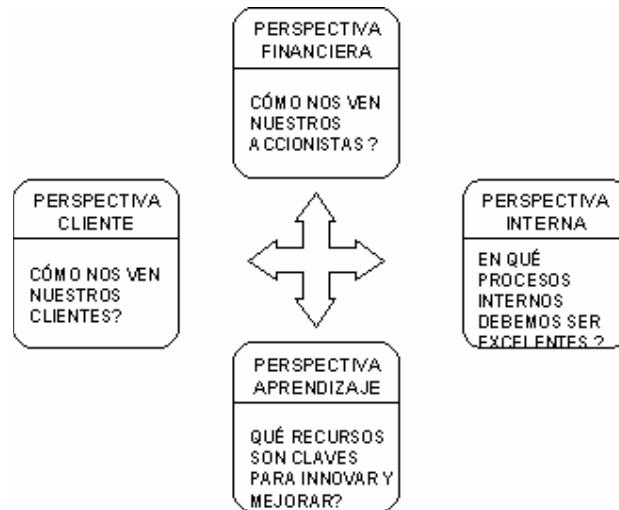 PERSPECTIVA
FINANCIERA
CÓMO NOS VEN
NUESTROS
ACCIONISTAS ?
PERSPECTIVA
CLIENTE
CÓMO NOS VEN
NUESTROS
CLIENTES?
PERSPECTIVA
INTERNA
EN QUÉ
PROCESOS
INTERNOS
DEBEMOS SER
EXCELENTES ?
PERSPECTIVA
APRENDIZAJE
QUÉ RECURSOS
SON CLAVES
PARA INNOVAR Y
MEJORAR?